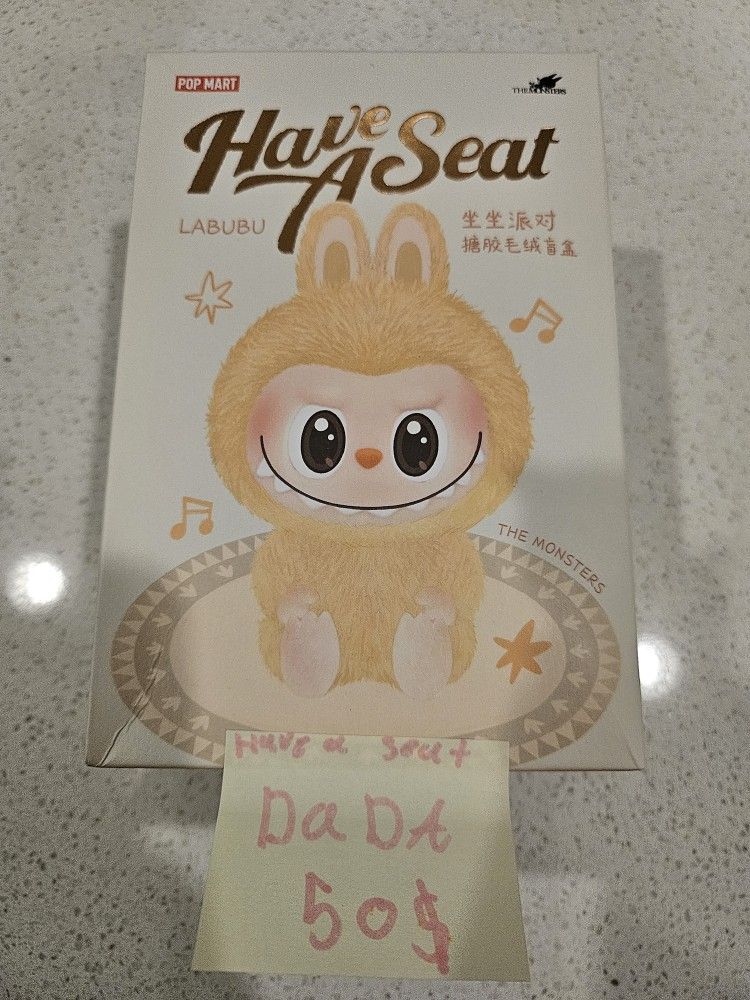 POP MART
THE MONSTERS
Have A Seat
LABUBU
坐坐派对
搪胶毛绒盲盒
THE MONSTERS
Have a seat
DaDA
50$